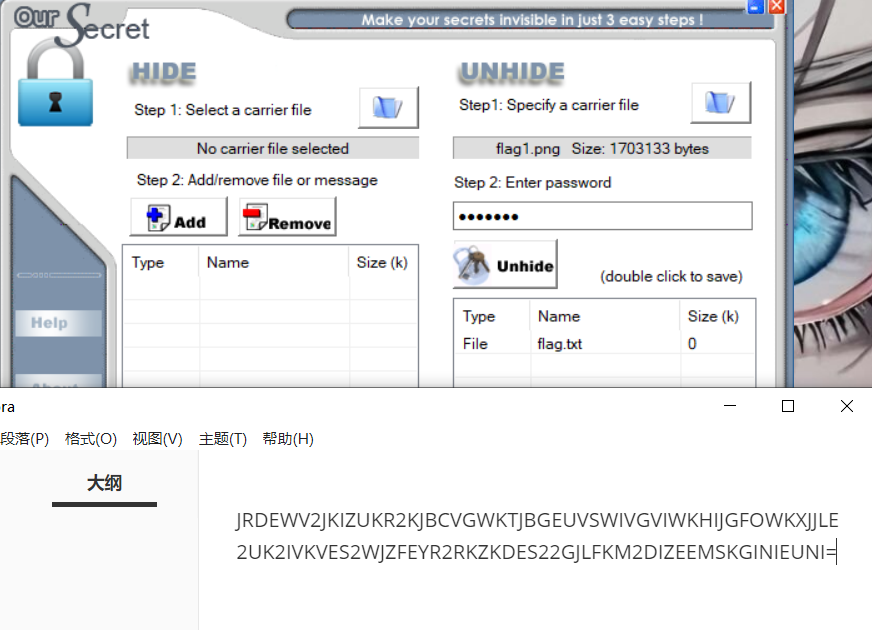 Our Secret
Make your secrets invisible in just 3 easy steps !
HIDE
Step 1: Select a carrier file
No carrier file selected
Step 2: Add/remove file or message
Add Remove
Type Name Size (k)
UNHIDE
Step1: Specify a carrier file
flag1.png Size: 1703133 bytes
Step 2: Enter password
•••••••
Unhide (double click to save)
Type Name Size (k)
File flag.txt 0
Help
About
ra
段落(P) 格式(O) 视图(V) 主题(T) 帮助(H)
大纲
JRDEWV2JKIZUKR2KJBCVGWKTJBGEUVSWIVGVIWKHIJGFOWKXJJLE
2UK2IVKVES2WJZFEYR2RKZKDES22GJLFKM2DIZEEMSKGINIEUNI=